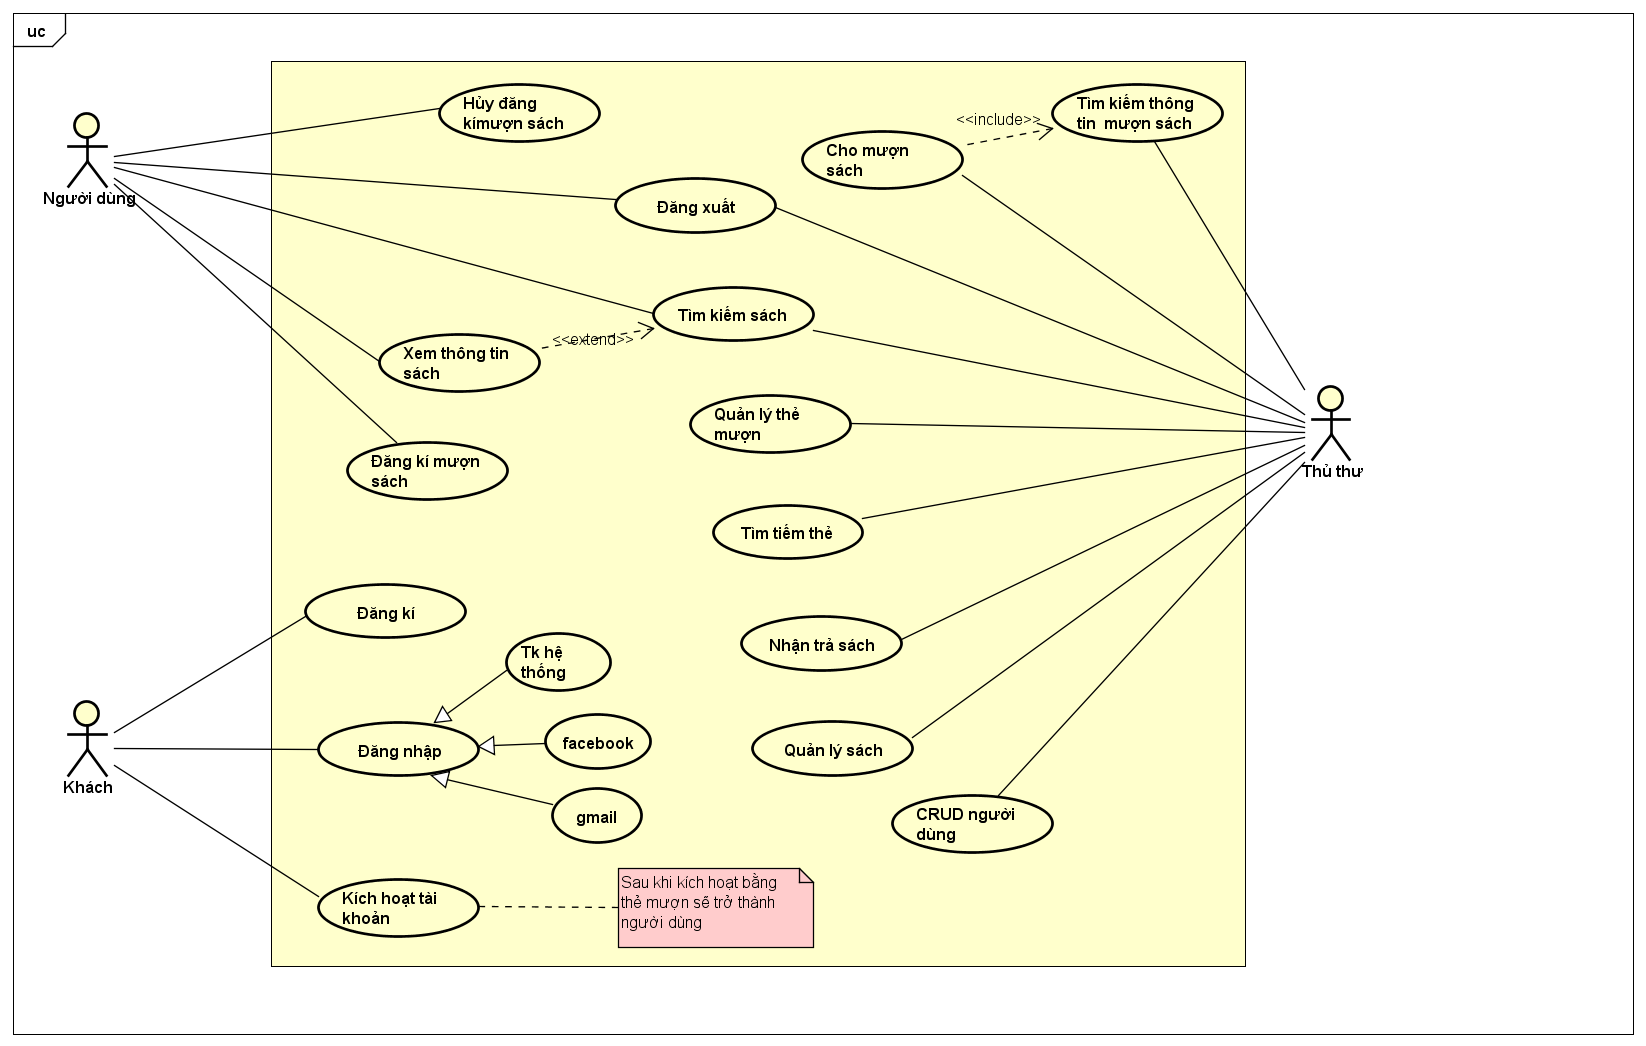 uc
Hủy đăng
kímượn sách
Tìm kiếm thông
tin  mượn sách
<<include>>
Cho mượn
sách
Người dùng
Đăng xuất
Tìm kiếm sách
<<extend>>
Xem thông tin
sách
Quản lý thẻ
mượn
Đăng kí mượn
sách
Thủ thư
Tìm tiếm thẻ
Đăng kí
Nhận trả sách
Tk hệ
thống
Đăng nhập
facebook
Quản lý sách
Khách
gmail
CRUD người
dùng
Kích hoạt tài
khoản
Sau khi kích hoạt bằng
thẻ mượn sẽ trở thành
người dùng